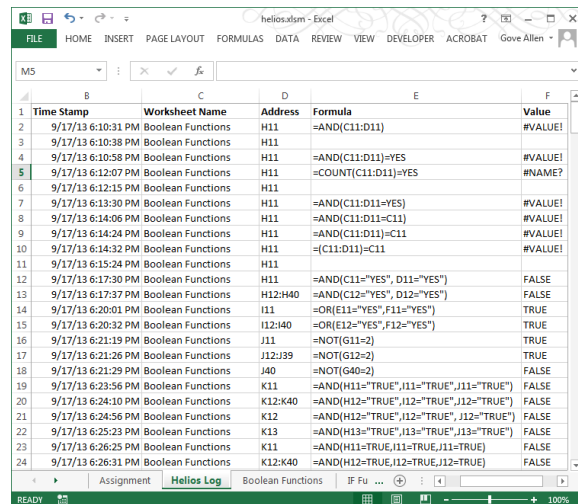 helios.xlsm - Excel
FILE HOME INSERT PAGE LAYOUT FORMULAS DATA REVIEW VIEW DEVELOPER ACROBAT Gove Allen
M5 fx
B C D E F
1 Time Stamp Worksheet Name Address Formula Value
2 9/17/13 6:10:31 PM Boolean Functions H11 =AND(C11:D11) #VALUE!
3 9/17/13 6:10:38 PM Boolean Functions H11
4 9/17/13 6:10:58 PM Boolean Functions H11 =AND(C11:D11)=YES #VALUE!
5 9/17/13 6:12:07 PM Boolean Functions H11 =COUNT(C11:D11)=YES #NAME?
6 9/17/13 6:12:15 PM Boolean Functions H11
7 9/17/13 6:13:30 PM Boolean Functions H11 =AND(C11:D11=YES) #VALUE!
8 9/17/13 6:14:06 PM Boolean Functions H11 =AND(C11:D11=C11) #VALUE!
9 9/17/13 6:14:24 PM Boolean Functions H11 =AND(C11:D11)=C11 #VALUE!
10 9/17/13 6:14:32 PM Boolean Functions H11 =(C11:D11)=C11 #VALUE!
11 9/17/13 6:15:24 PM Boolean Functions H11
12 9/17/13 6:17:30 PM Boolean Functions H11 =AND(C11="YES", D11="YES") FALSE
13 9/17/13 6:17:37 PM Boolean Functions H12:H40 =AND(C12="YES", D12="YES") FALSE
14 9/17/13 6:20:01 PM Boolean Functions I11 =OR(E11="YES",F11="YES") TRUE
15 9/17/13 6:20:32 PM Boolean Functions I12:I40 =OR(E12="YES",F12="YES") TRUE
16 9/17/13 6:21:19 PM Boolean Functions J11 =NOT(G11=2) TRUE
17 9/17/13 6:21:26 PM Boolean Functions J12:J39 =NOT(G12=2) TRUE
18 9/17/13 6:21:29 PM Boolean Functions J40 =NOT(G40=2) FALSE
19 9/17/13 6:23:56 PM Boolean Functions K11 =AND(H11="TRUE",I11="TRUE",J11="TRUE") FALSE
20 9/17/13 6:24:10 PM Boolean Functions K12:K40 =AND(H12="TRUE",I12="TRUE",J12="TRUE") FALSE
21 9/17/13 6:24:56 PM Boolean Functions K12 =AND(H12="TRUE",I12="TRUE", J12="TRUE") FALSE
22 9/17/13 6:25:23 PM Boolean Functions K13 =AND(H13="TRUE",I13="TRUE",J13="TRUE") FALSE
23 9/17/13 6:26:25 PM Boolean Functions K11 =AND(H11=TRUE,I11=TRUE,J11=TRUE) FALSE
24 9/17/13 6:26:31 PM Boolean Functions K12:K40 =AND(H12=TRUE,I12=TRUE,J12=TRUE) FALSE
Assignment Helios Log Boolean Functions IF Fu ...
READY 100%